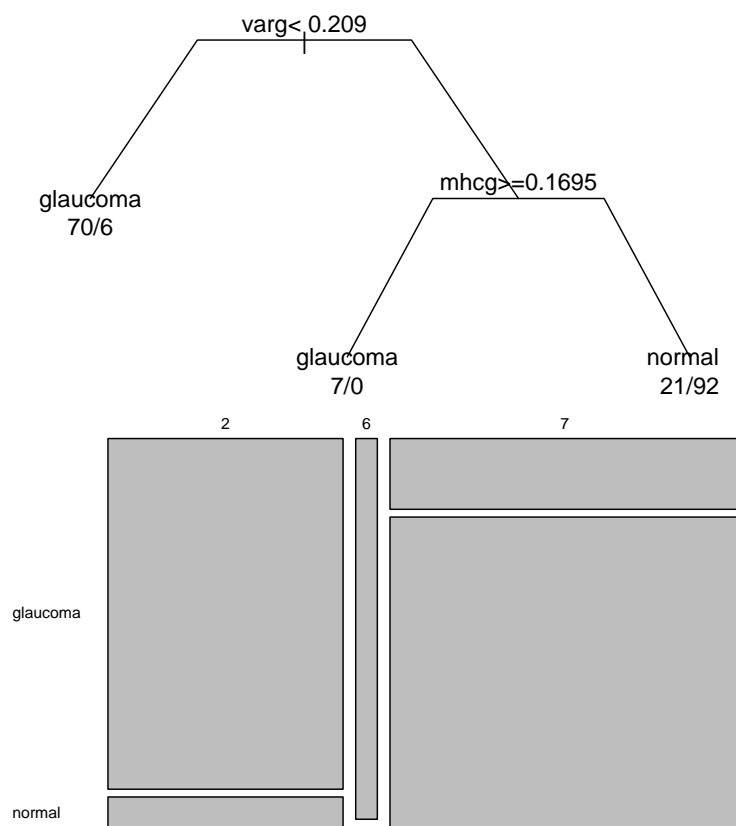 varg< 0.209
mhcg>=0.1695
glaucoma
70/6
glaucoma
7/0
normal
21/92
2 6 7
glaucoma
normal